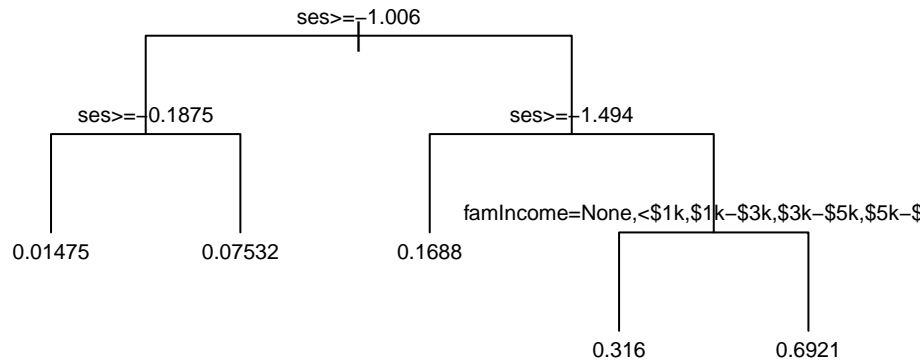 ses>=−1.006
ses>=−0.1875
ses>=−1.494
famIncome=None,<$1k,$1k−$3k,$3k−$5k,$5k−$
0.01475
0.07532
0.1688
0.316
0.6921